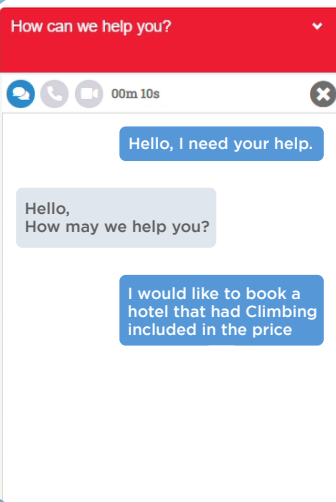 How can we help you?
00m 10s
Hello, I need your help.
Hello,
How may we help you?
I would like to book a
hotel that had Climbing
included in the price